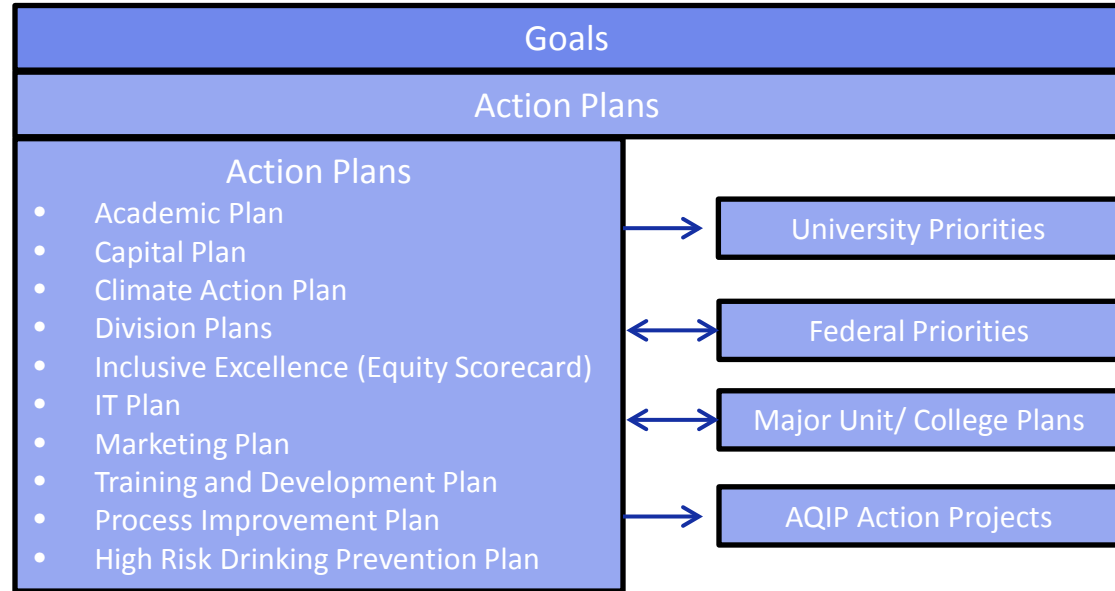 Goals
Action Plans
Action Plans
• Academic Plan
• Capital Plan
• Climate Action Plan
• Division Plans
• Inclusive Excellence (Equity Scorecard)
• IT Plan
• Marketing Plan
• Training and Development Plan
• Process Improvement Plan
• High Risk Drinking Prevention Plan
University Priorities
Federal Priorities
Major Unit/ College Plans
AQIP Action Projects